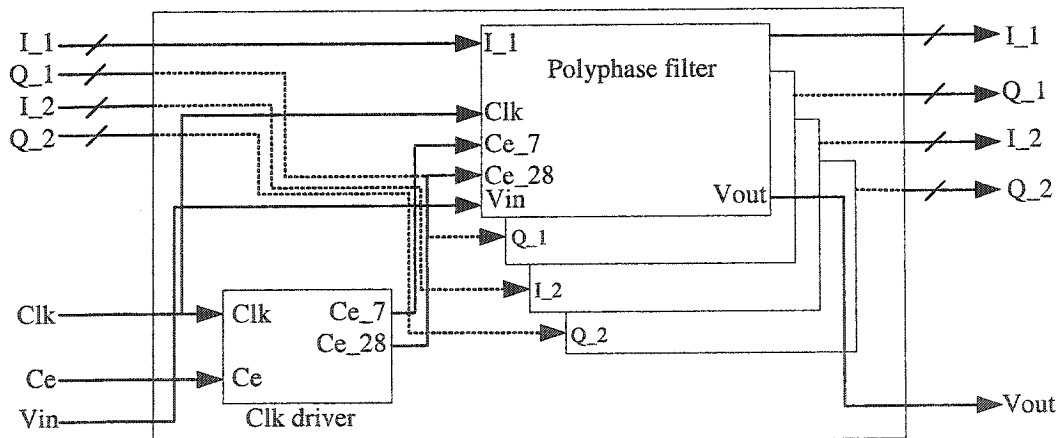 I_1
Q_1
I_2
Q_2
Clk
Ce
Vin
I_1
Polyphase filter
Clk
Ce_7
Ce_28
Vin
Vout
Q_1
I_2
Q_2
Clk
Ce_7
Ce_28
Ce
Clk driver
I_1
Q_1
I_2
Q_2
Vout